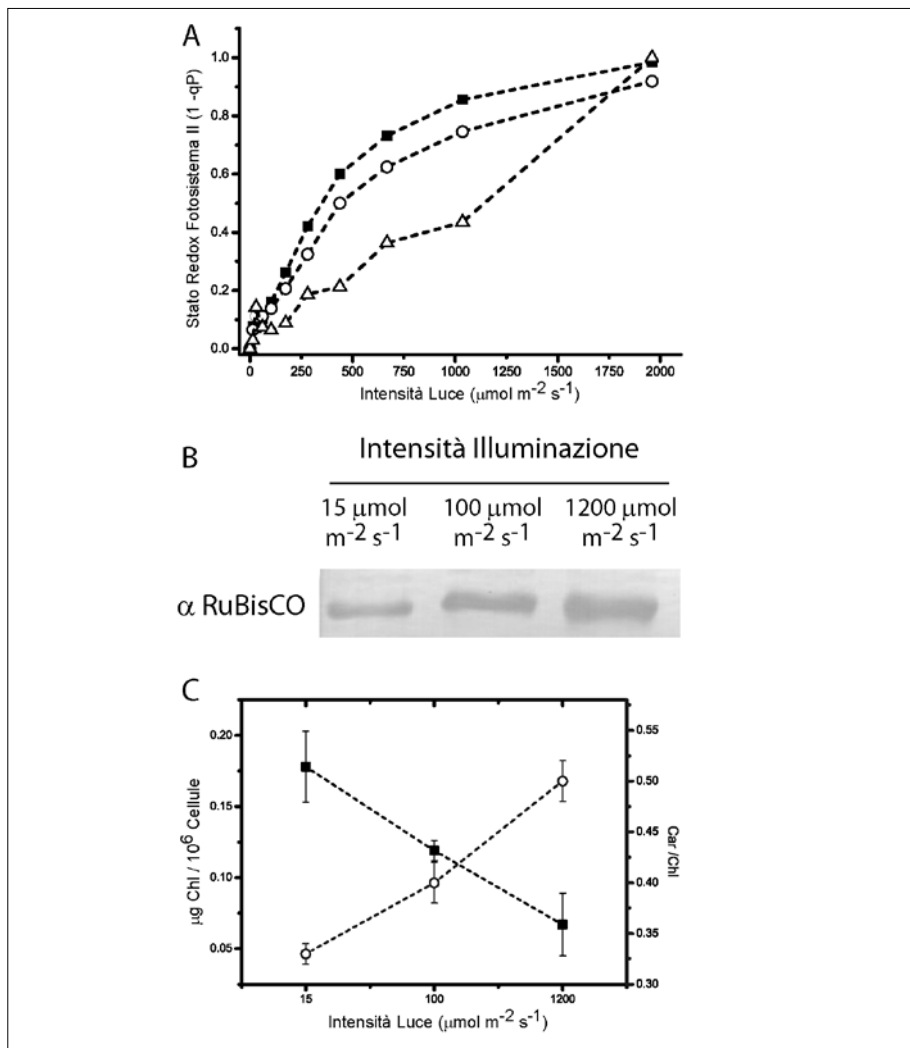 A
Stato Redox Fotosistema II (1 -qP)
1.0
0.8
0.6
0.4
0.2
0.0
0 250 500 750 1000 1250 1500 1750 2000
Intensità Luce (μmol m⁻² s⁻¹)
B
Intensità Illuminazione
15 μmol 100 μmol 1200 μmol
m⁻² s⁻¹ m⁻² s⁻¹ m⁻² s⁻¹
α RuBisCO
C
μg Chl / 10⁶ Cellule
0.20
0.15
0.10
0.05
0.55
0.50
0.45
0.40
0.35
0.30
Car /Chl
15 100 1200
Intensità Luce (μmol m⁻² s⁻¹)